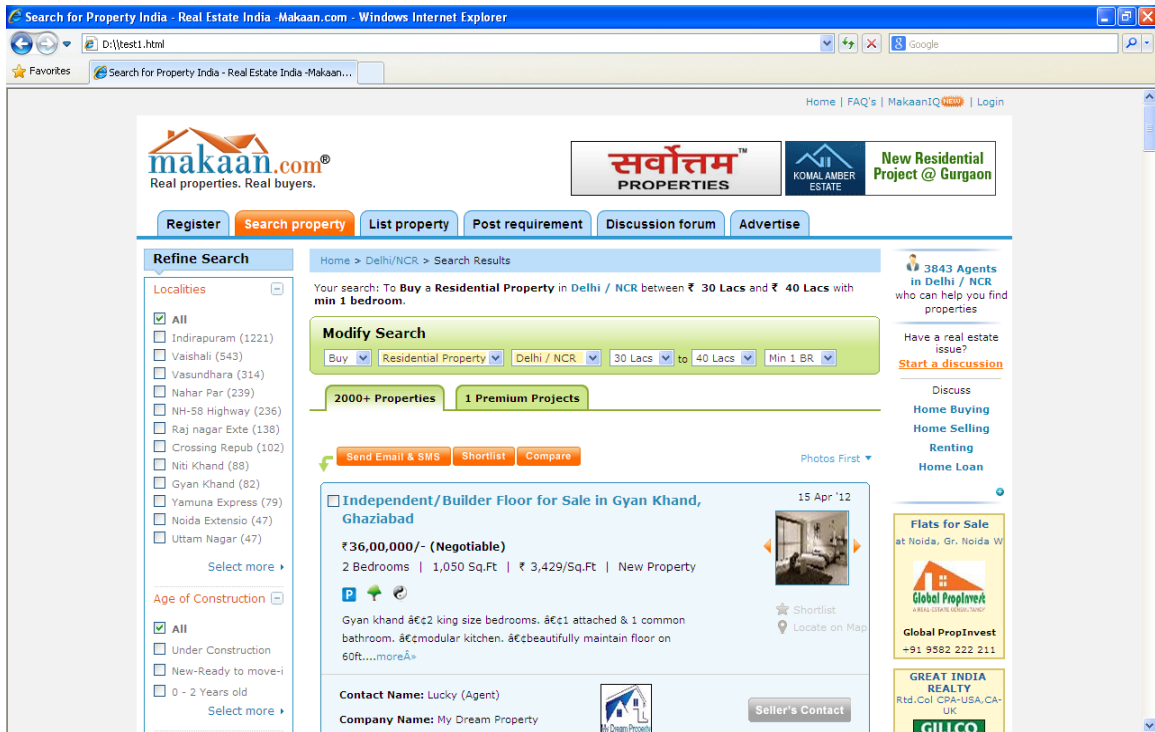 Search for Property India - Real Estate India -Makaan.com - Windows Internet Explorer
D:\\test1.html
Google
Favorites
Search for Property India - Real Estate India -Makaan...
Home | FAQ's | MakaanIQ NEW | Login
makaan.com®
Real properties. Real buyers.
सर्वोत्तम™
PROPERTIES
KOMAL AMBER
ESTATE
New Residential
Project @ Gurgaon
Register
Search property
List property
Post requirement
Discussion forum
Advertise
Refine Search
Localities
All
Indirapuram (1221)
Vaishali (543)
Vasundhara (314)
Nahar Par (239)
NH-58 Highway (236)
Raj nagar Exte (138)
Crossing Repub (102)
Niti Khand (88)
Gyan Khand (82)
Yamuna Express (79)
Noida Extensio (47)
Uttam Nagar (47)
Select more
Age of Construction
All
Under Construction
New-Ready to move-i
0 - 2 Years old
Select more
Home > Delhi/NCR > Search Results
Your search: To Buy a Residential Property in Delhi / NCR between ₹ 30 Lacs and ₹ 40 Lacs with
min 1 bedroom.
Modify Search
Buy Residential Property Delhi / NCR 30 Lacs to 40 Lacs Min 1 BR
2000+ Properties
1 Premium Projects
Send Email & SMS
Shortlist
Compare
Photos First
Independent/Builder Floor for Sale in Gyan Khand,
Ghaziabad
15 Apr '12
₹36,00,000/- (Negotiable)
2 Bedrooms | 1,050 Sq.Ft | ₹ 3,429/Sq.Ft | New Property
P
Gyan khand â€¢2 king size bedrooms. â€¢1 attached & 1 common
bathroom. â€¢modular kitchen. â€¢beautifully maintain floor on
60ft....moreÂ»
Shortlist
Locate on Map
Contact Name: Lucky (Agent)
Company Name: My Dream Property
My Dream Property
Seller's Contact
3843 Agents
in Delhi / NCR
who can help you find
properties
Have a real estate
issue?
Start a discussion
Discuss
Home Buying
Home Selling
Renting
Home Loan
Flats for Sale
at Noida, Gr. Noida W
Global PropInvest
A REAL-ESTATE CONSULTANCY
Global PropInvest
+91 9582 222 211
GREAT INDIA
REALTY
Rtd.Col CPA-USA,CA-
UK
GILLCO